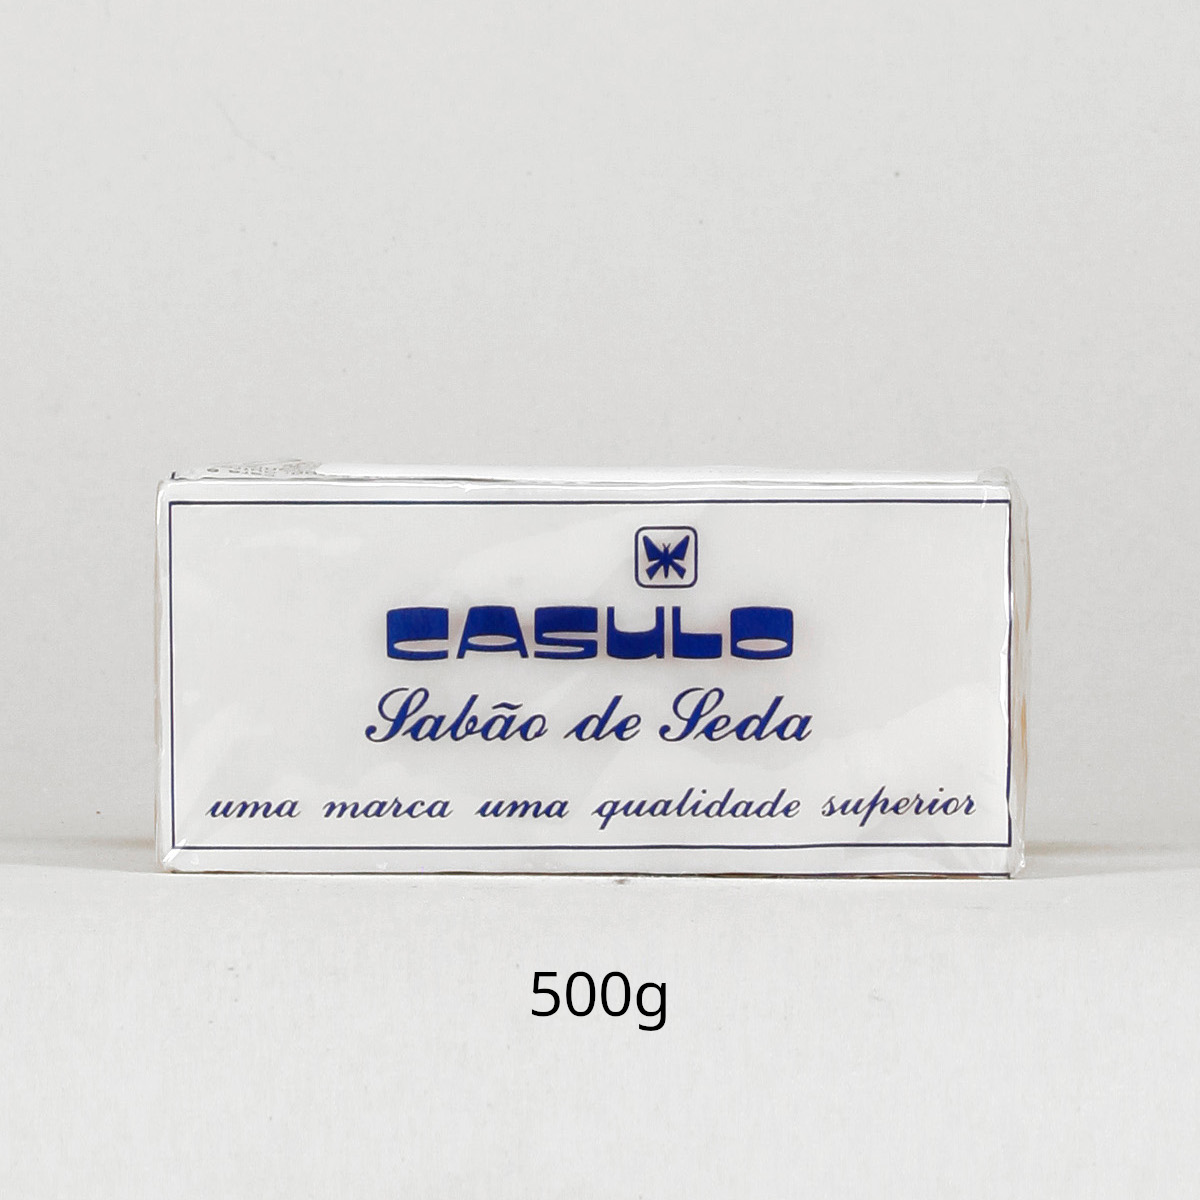 CASULO
Sabão de Seda
uma marca uma qualidade superior
500g